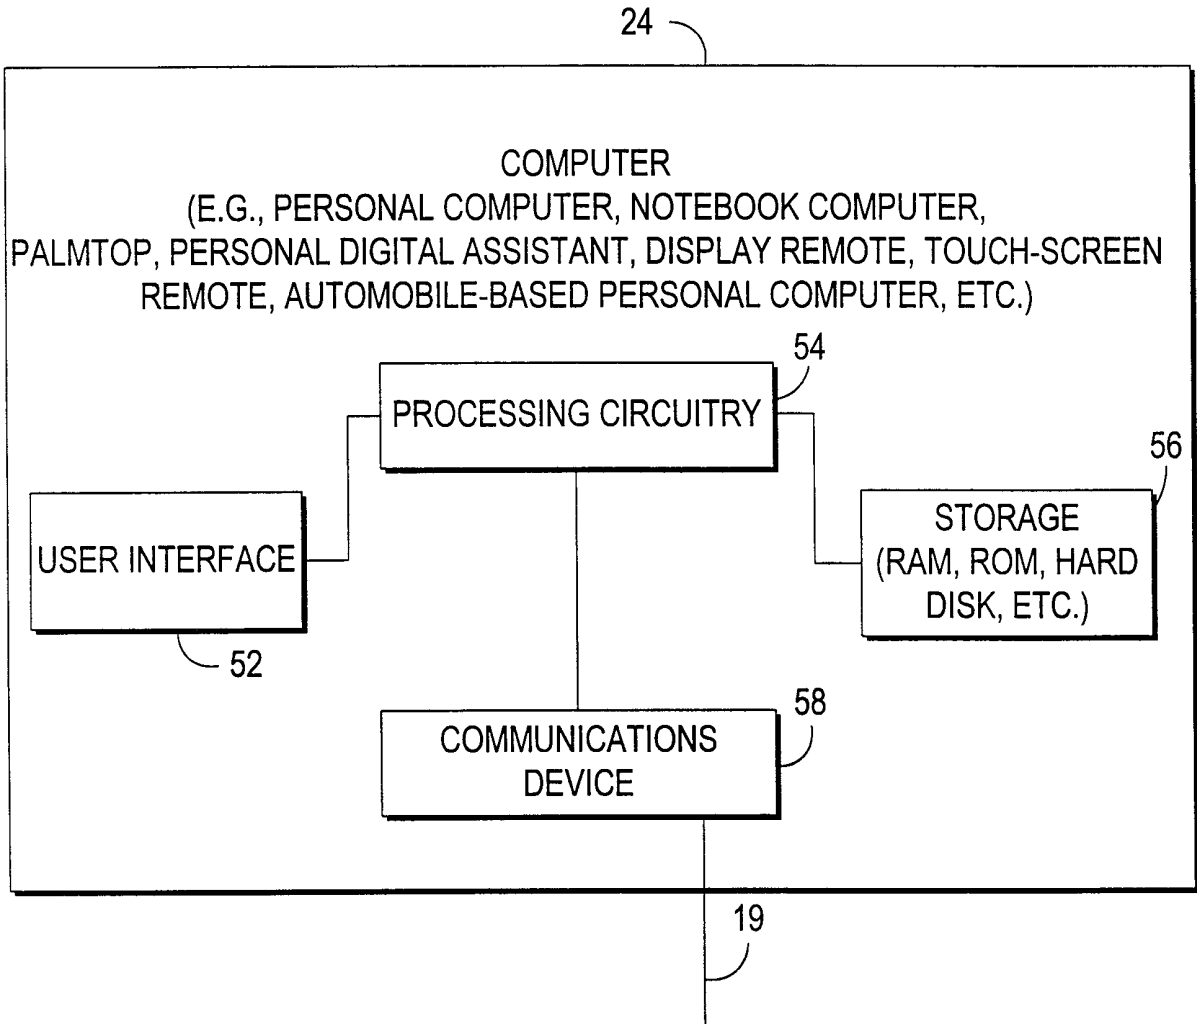 24
COMPUTER
(E.G., PERSONAL COMPUTER, NOTEBOOK COMPUTER,
PALMTOP, PERSONAL DIGITAL ASSISTANT, DISPLAY REMOTE, TOUCH-SCREEN
REMOTE, AUTOMOBILE-BASED PERSONAL COMPUTER, ETC.)
54
PROCESSING CIRCUITRY
56
STORAGE
(RAM, ROM, HARD
DISK, ETC.)
USER INTERFACE
52
58
COMMUNICATIONS
DEVICE
19